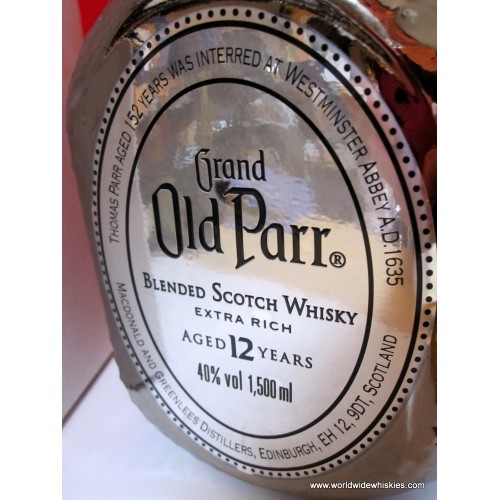 THOMAS PARR AGED 152 YEARS WAS INTERRED AT WESTMINSTER ABBEY A.D.1635
Grand
Old Parr®
BLENDED SCOTCH WHISKY
EXTRA RICH
AGED 12 YEARS
40% vol 1,500 ml
MACDONALD AND GREENLEES DISTILLERS, EDINBURGH, EH 12, 9DT, SCOTLAND
www.worldwidewhiskies.com